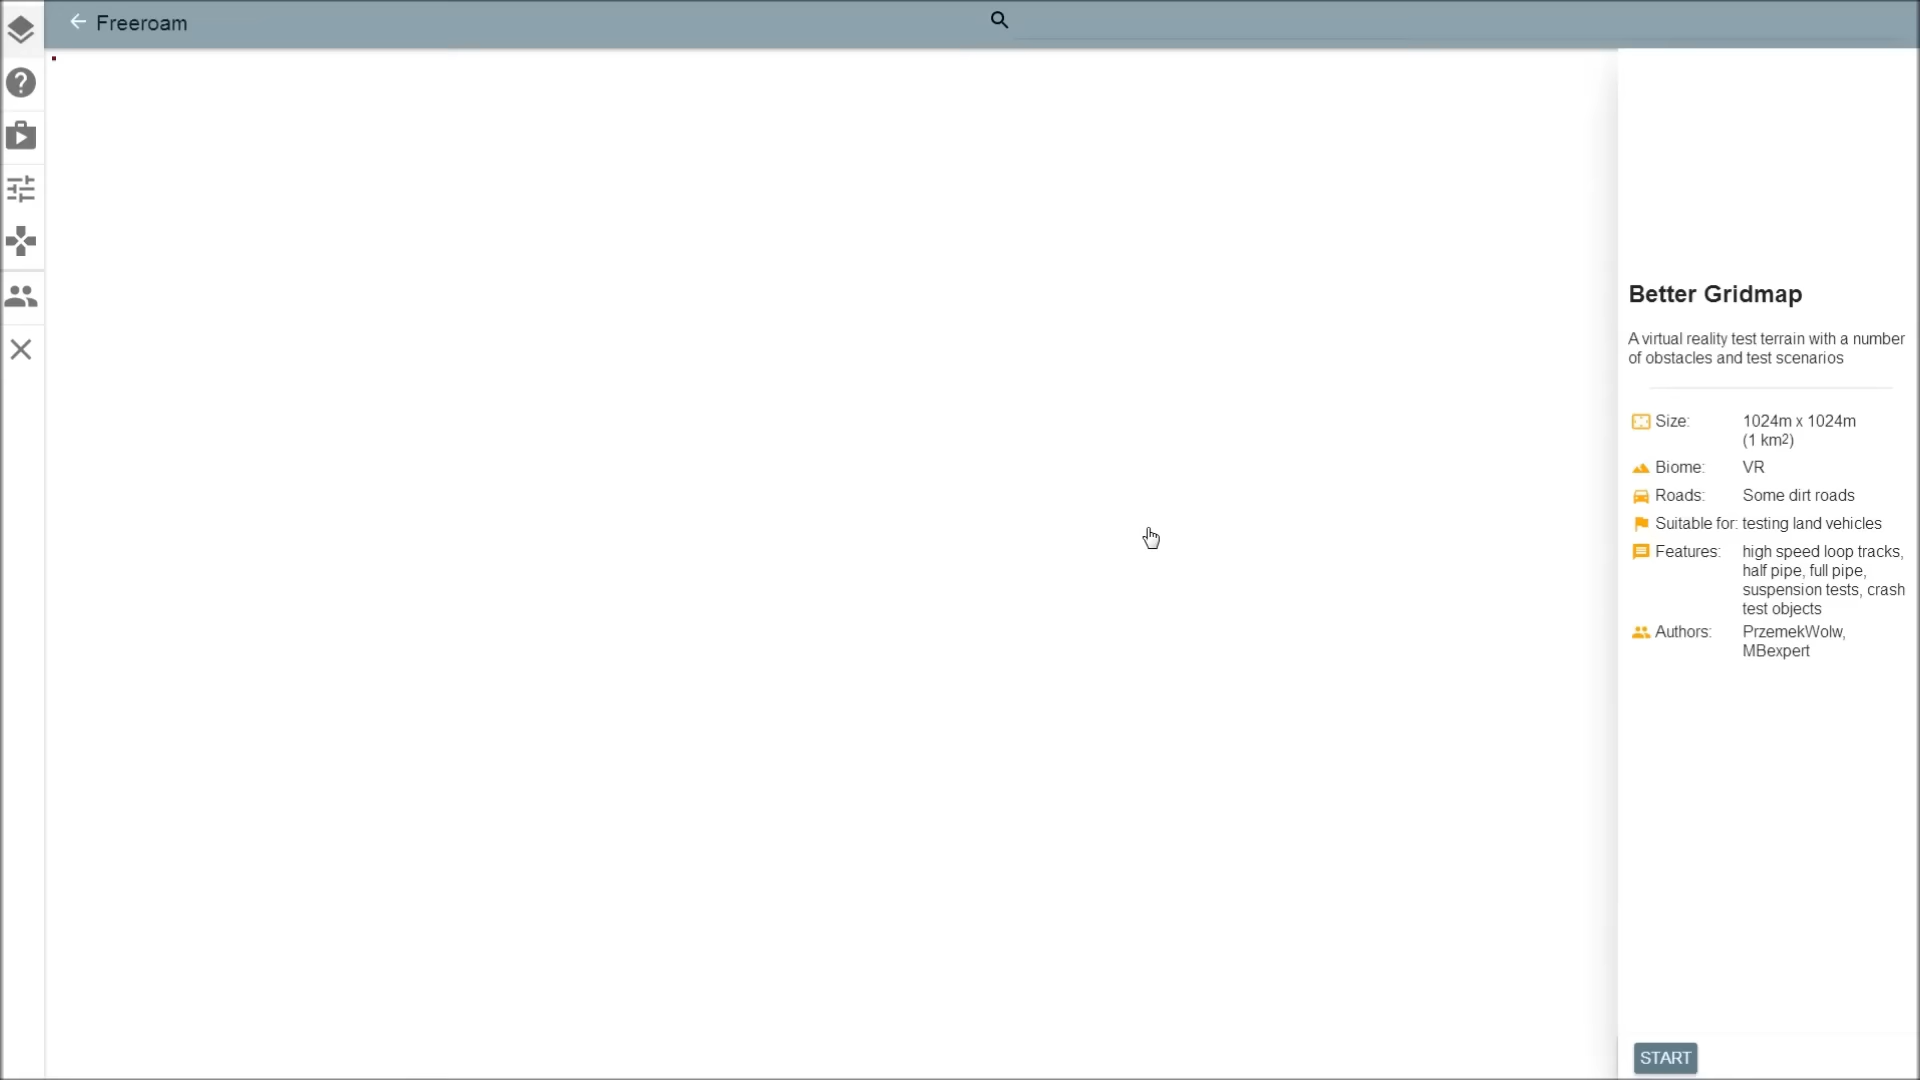 Freeroam
Better Gridmap
A virtual reality test terrain with a number
of obstacles and test scenarios
Size: 1024m x 1024m
(1 km2)
Biome: VR
Roads: Some dirt roads
Suitable for: testing land vehicles
Features: high speed loop tracks,
half pipe, full pipe,
suspension tests, crash
test objects
Authors: PrzemekWolw,
MBexpert
START